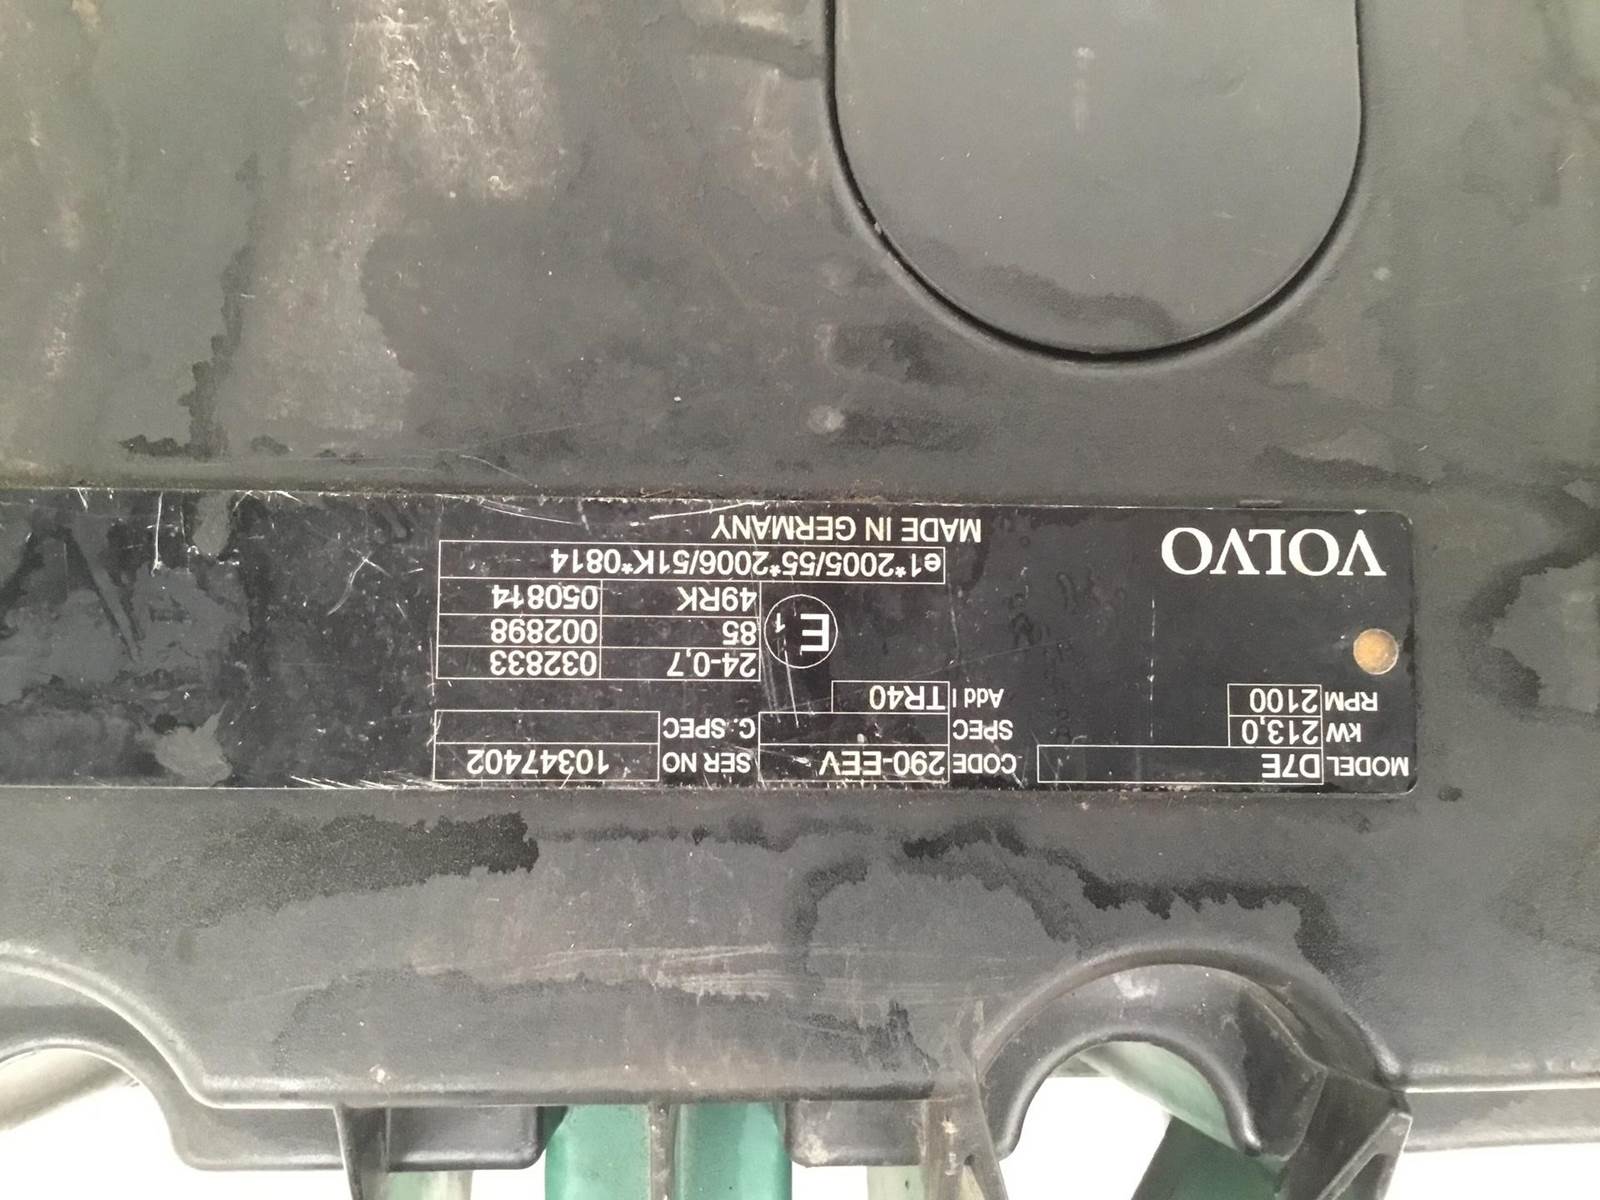 MODEL D7E CODE 290-EEV SER NO 10347402
kW 213,0 SPEC C. SPEC
RPM 2100 Add I TR40
24-0,7 032833
E1 85 002898
49RK 050814
e1*2005/55*2006/51K*0814
VOLVO MADE IN GERMANY